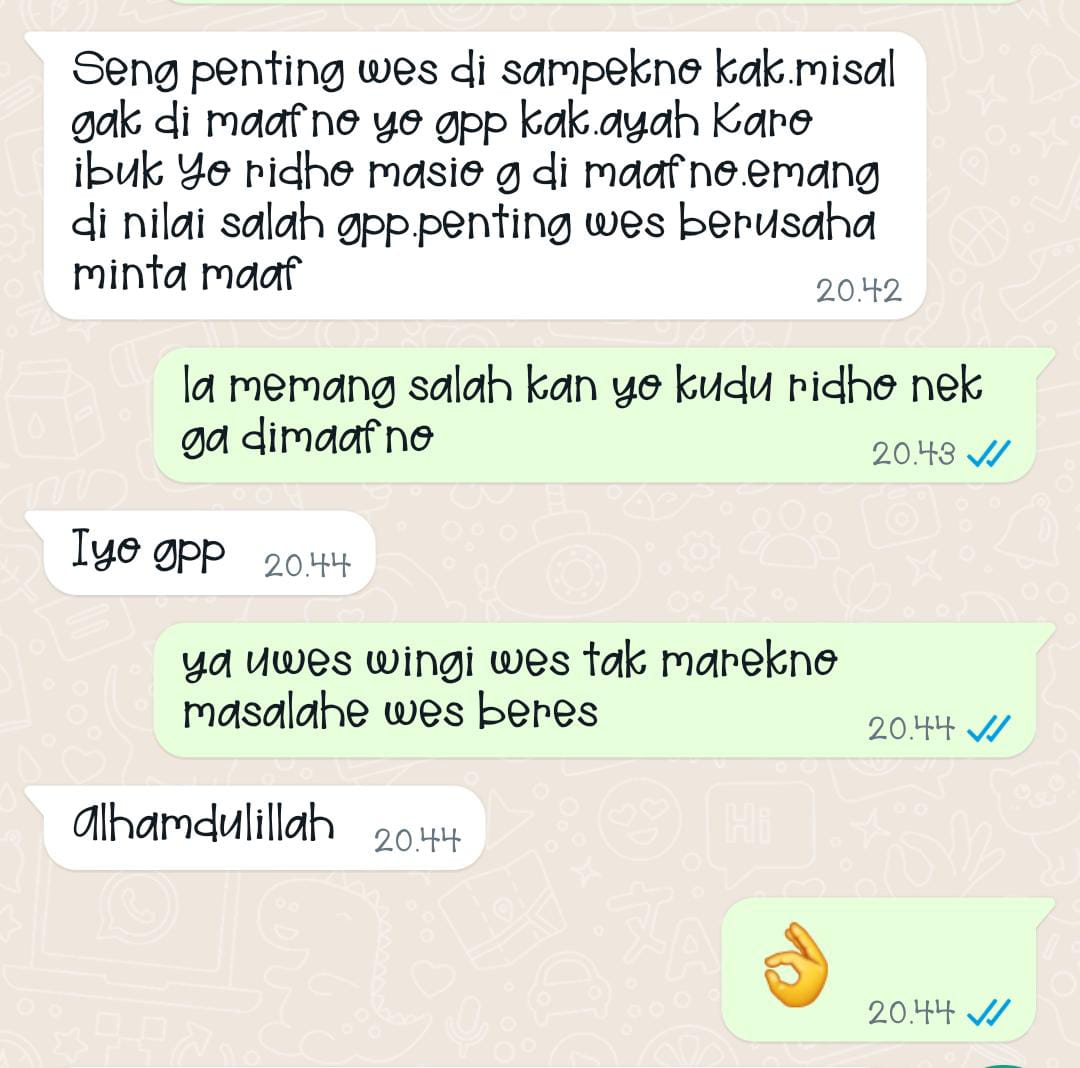 Seng penting wes di sampekno kak.misal
gak di maafno yo gpp kak.ayah Karo
ibuk Yo ridho masio g di maafno.emang
di nilai salah gpp.penting wes berusaha
minta maaf
20.42
la memang salah kan yo kudu ridho nek
ga dimaafno
20.43
Iyo gpp
20.44
ya uwes wingi wes tak marekno
masalahe wes beres
20.44
Alhamdulillah
20.44
👌
20.44